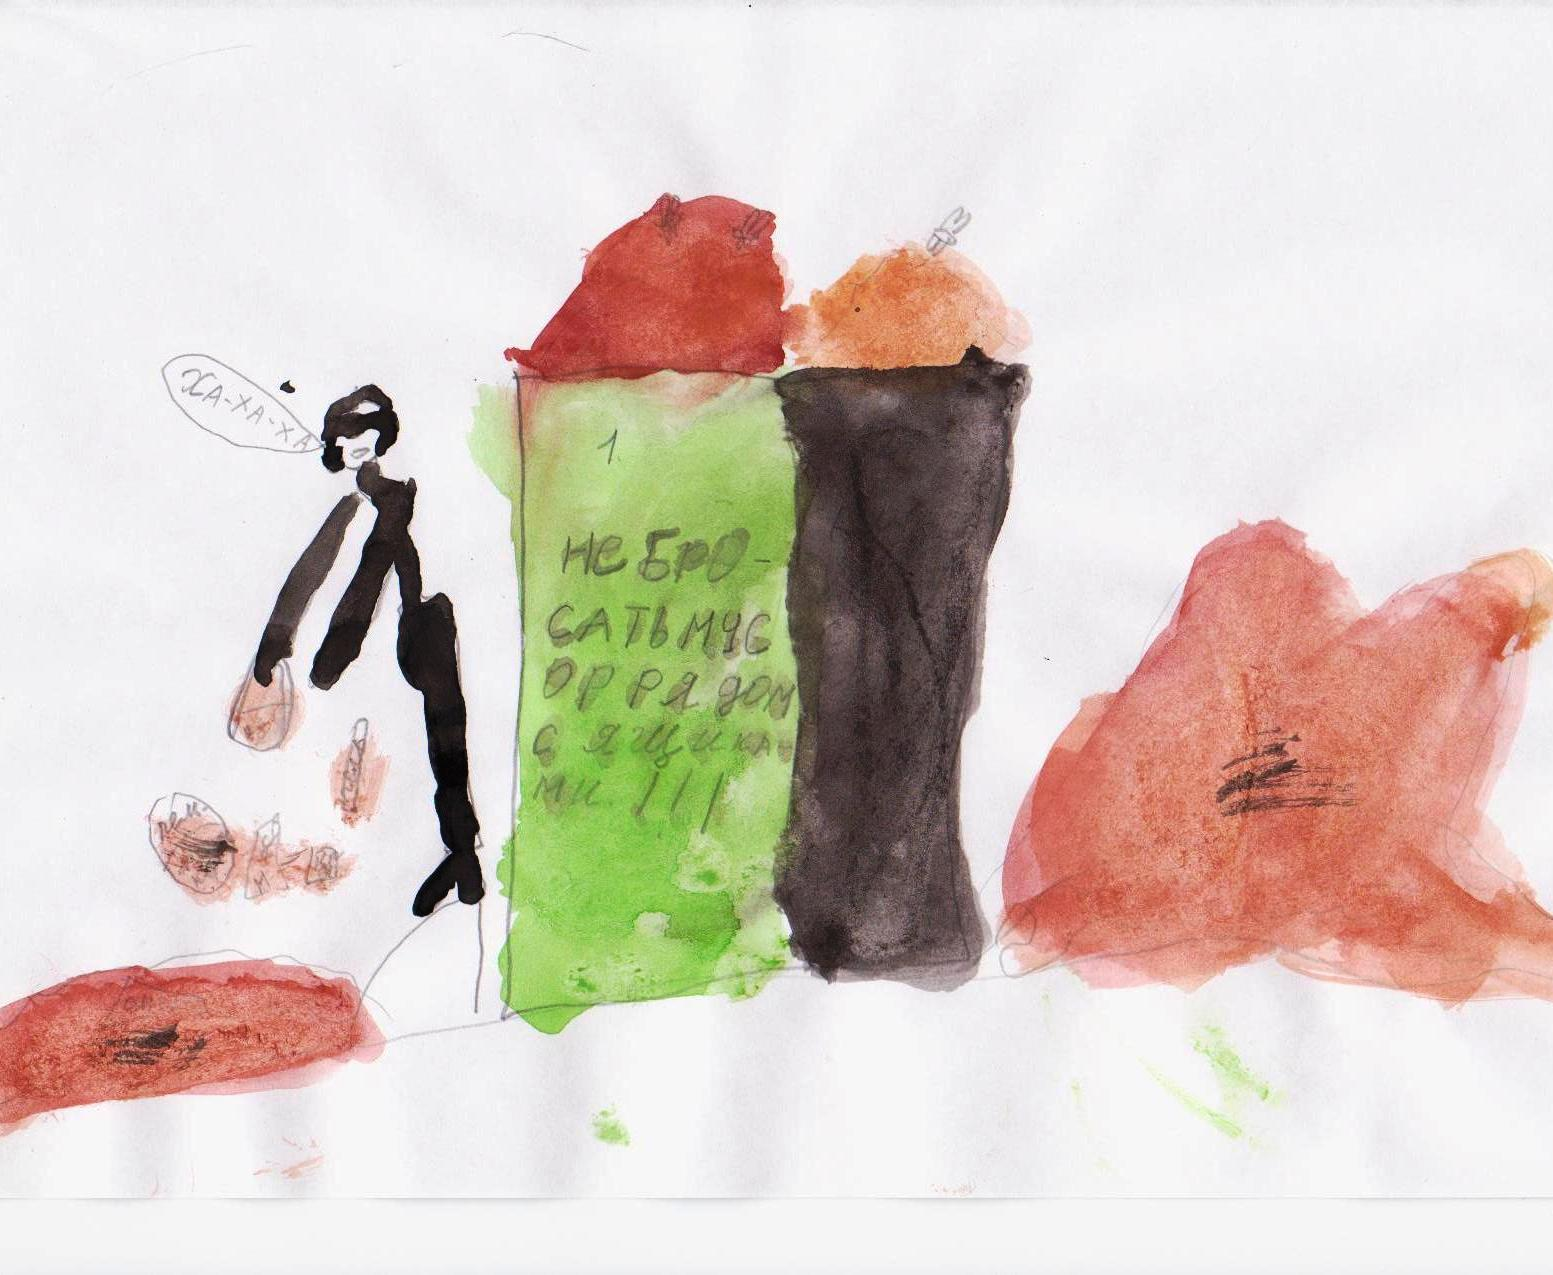 ХА-ХА-ХА
1.
НЕ БРО-
САТЬ МУС
ОР РЯДОМ
С ЯЩИКА-
МИ !!!